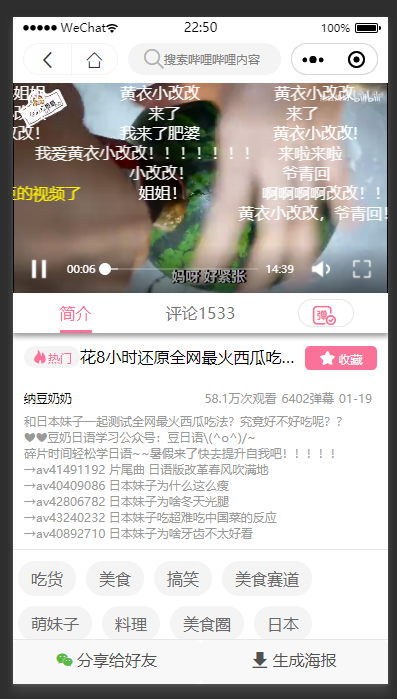 WeChat 22:50 100%
搜索哔哩哔哩内容
姐姐 黄衣小改改 黄衣小改改
来了 来了
改改！ 我来了肥婆 黄衣小改改！
我爱黄衣小改改！！！！！！！ 来啦来啦
小改改！ 爷青回
的视频了 姐姐！ 啊啊啊啊改改！！
黄衣小改改，爷青回！
00:06 14:39
妈呀 好紧张
简介 评论1533 弹
热门 花8小时还原全网最火西瓜吃... 收藏
纳豆奶奶 58.1万次观看 6402弹幕 01-19
和日本妹子一起测试全网最火西瓜吃法？究竟好不好吃呢？？
❤❤豆奶日语学习公众号：豆日语\(^o^)/~
碎片时间轻松学日语~~暑假来了快去提升自我吧！！！！！
→av41491192 片尾曲 日语版改革春风吹满地
→av40409086 日本妹子为什么这么瘦
→av42806782 日本妹子为啥冬天光腿
→av43240232 日本妹子吃超难吃中国菜的反应
→av40892710 日本妹子为啥牙齿不太好看
吃货 美食 搞笑 美食赛道
萌妹子 料理 美食圈 日本
分享给好友 生成海报